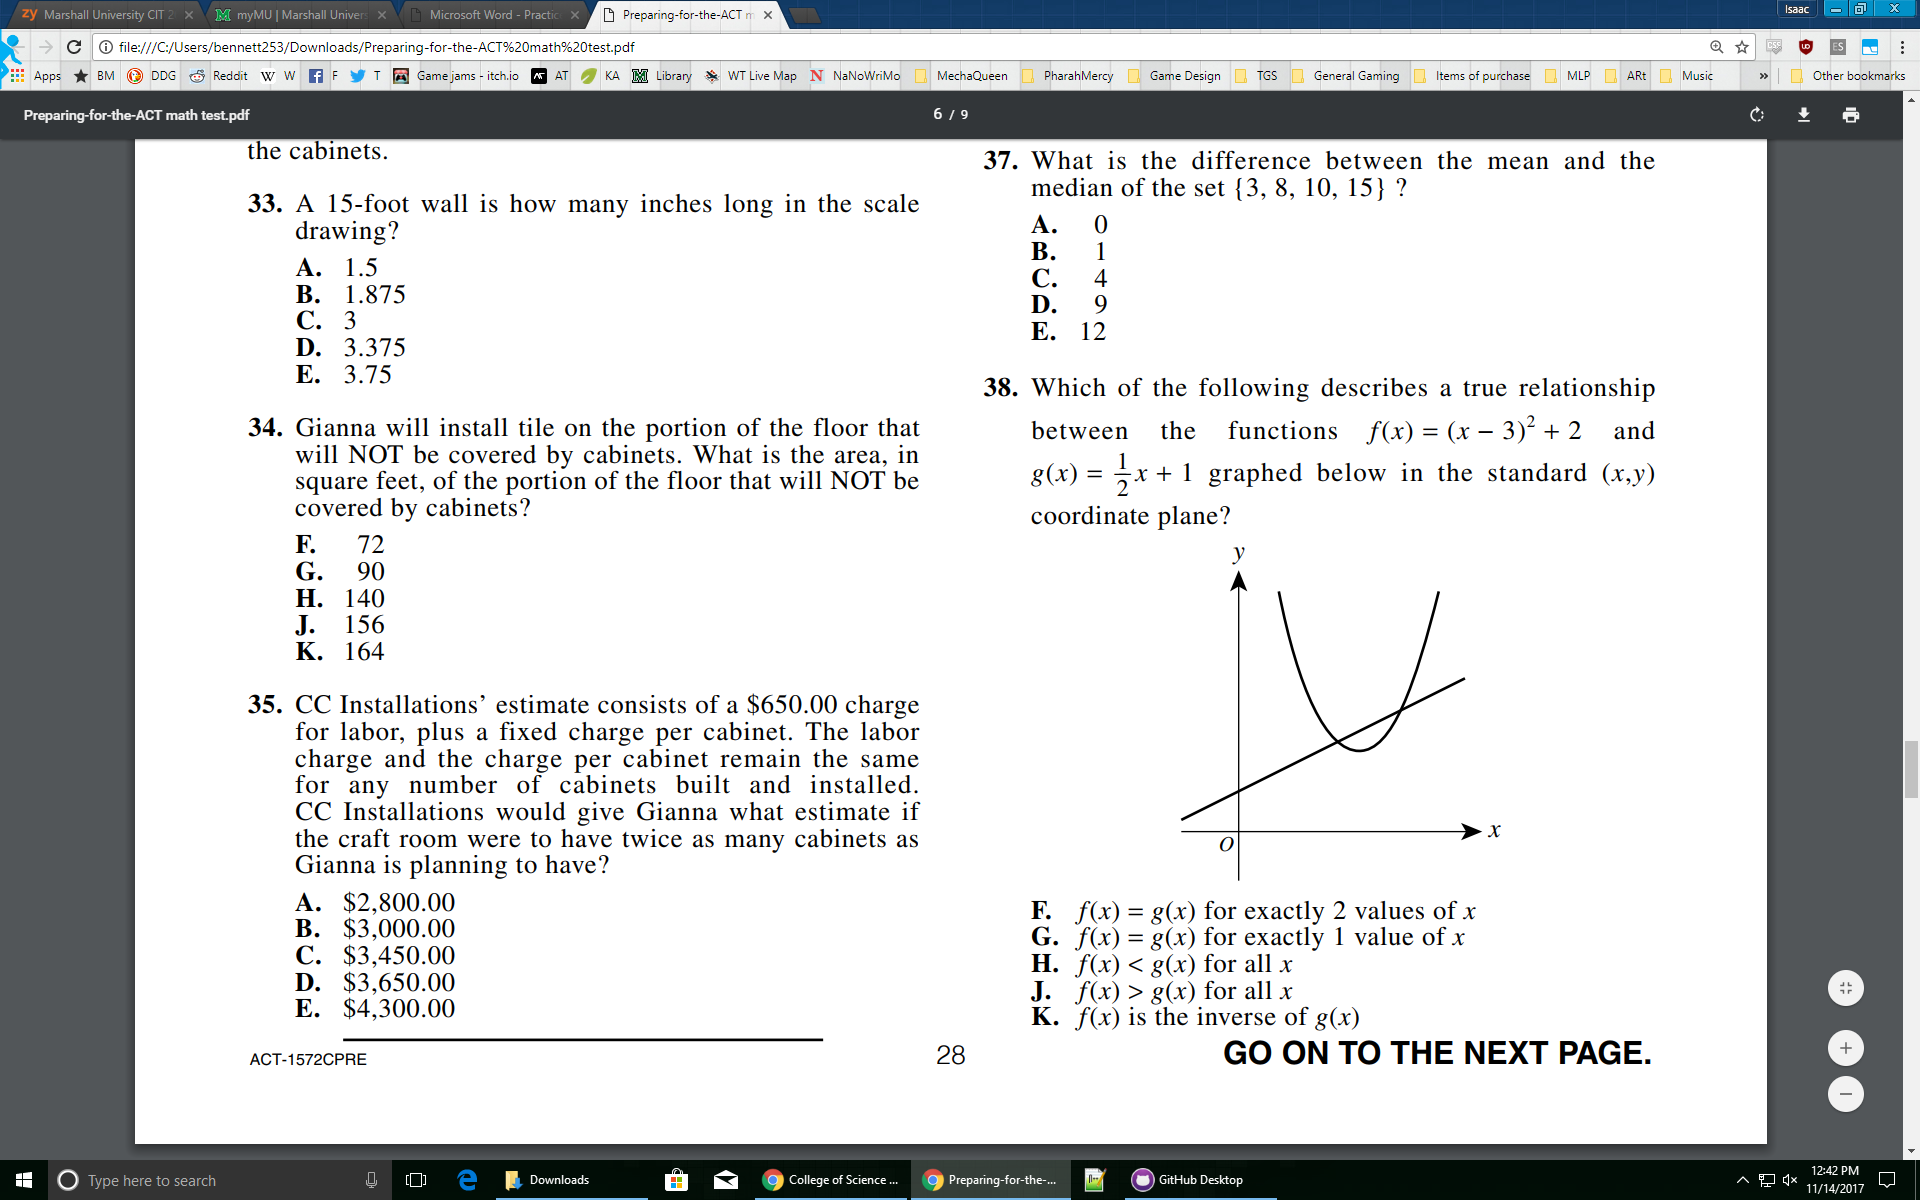 Marshall University CIT 2
myMU | Marshall Univers
Microsoft Word - Practic
Preparing-for-the-ACT m
Isaac
file:///C:/Users/bennett253/Downloads/Preparing-for-the-ACT%20math%20test.pdf
Apps BM DDG Reddit W F T Game jams - itch.io AT KA Library WT Live Map NaNoWriMo MechaQueen PharahMercy Game Design TGS General Gaming Items of purchase MLP ARt Music » Other bookmarks
Preparing-for-the-ACT math test.pdf
6 / 9
the cabinets.
33. A 15-foot wall is how many inches long in the scale
drawing?
A. 1.5
B. 1.875
C. 3
D. 3.375
E. 3.75
34. Gianna will install tile on the portion of the floor that
will NOT be covered by cabinets. What is the area, in
square feet, of the portion of the floor that will NOT be
covered by cabinets?
F. 72
G. 90
H. 140
J. 156
K. 164
35. CC Installations’ estimate consists of a $650.00 charge
for labor, plus a fixed charge per cabinet. The labor
charge and the charge per cabinet remain the same
for any number of cabinets built and installed.
CC Installations would give Gianna what estimate if
the craft room were to have twice as many cabinets as
Gianna is planning to have?
A. $2,800.00
B. $3,000.00
C. $3,450.00
D. $3,650.00
E. $4,300.00
37. What is the difference between the mean and the
median of the set {3, 8, 10, 15} ?
A. 0
B. 1
C. 4
D. 9
E. 12
38. Which of the following describes a true relationship
between the functions f(x) = (x − 3)² + 2 and
g(x) = 1/2 x + 1 graphed below in the standard (x,y)
coordinate plane?
y
x
O
F. f(x) = g(x) for exactly 2 values of x
G. f(x) = g(x) for exactly 1 value of x
H. f(x) < g(x) for all x
J. f(x) > g(x) for all x
K. f(x) is the inverse of g(x)
ACT-1572CPRE
28
GO ON TO THE NEXT PAGE.
Type here to search
Downloads
College of Science ...
Preparing-for-the-...
GitHub Desktop
12:42 PM
11/14/2017